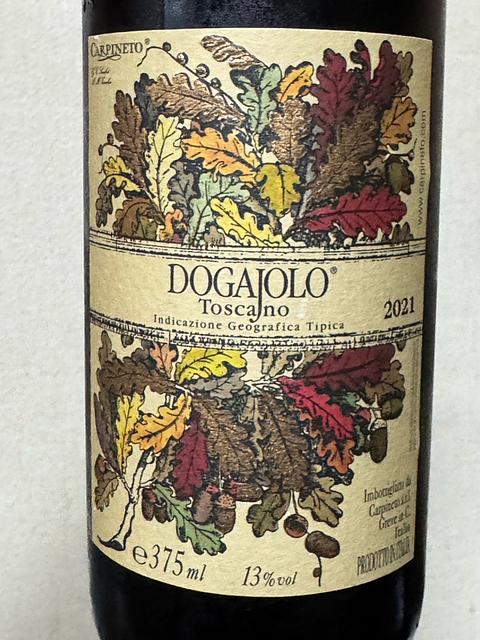 CARPINETO®
www.carpineto.com
DOGAJOLO®
Toscano
Indicazione Geografica Tipica
2021
Imbottigliato da
Carpineto s.r.l.
Greve in C.
Italia
PRODOTTO IN ITALIA
e 375 ml
13% vol